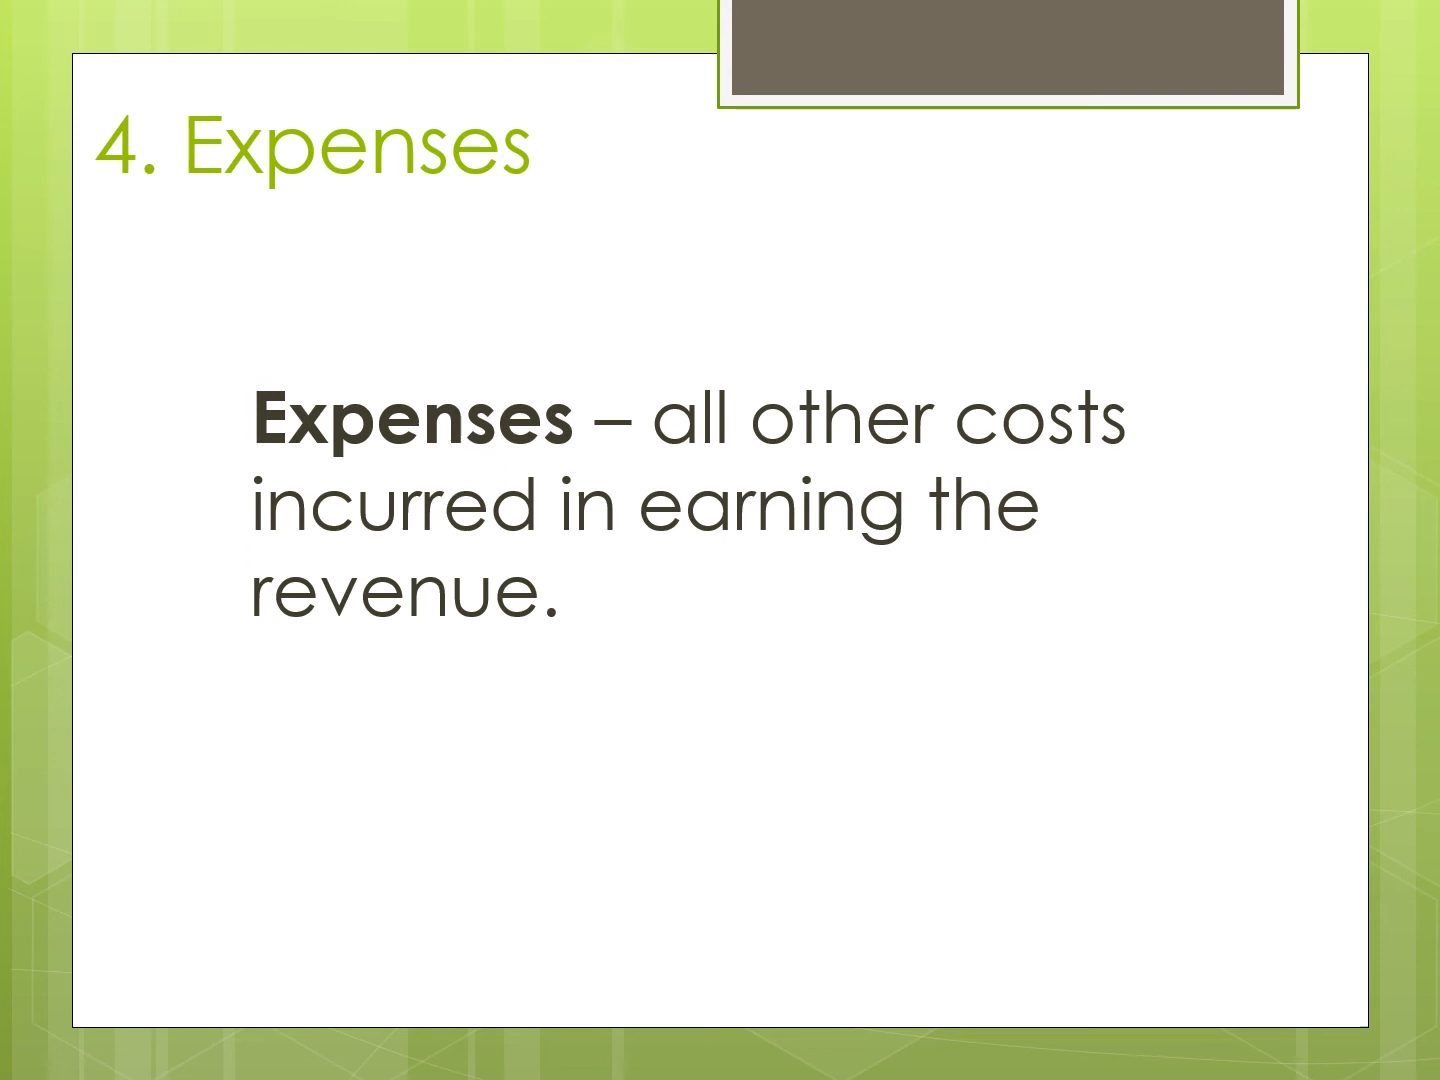 4. Expenses
Expenses – all other costs
incurred in earning the
revenue.